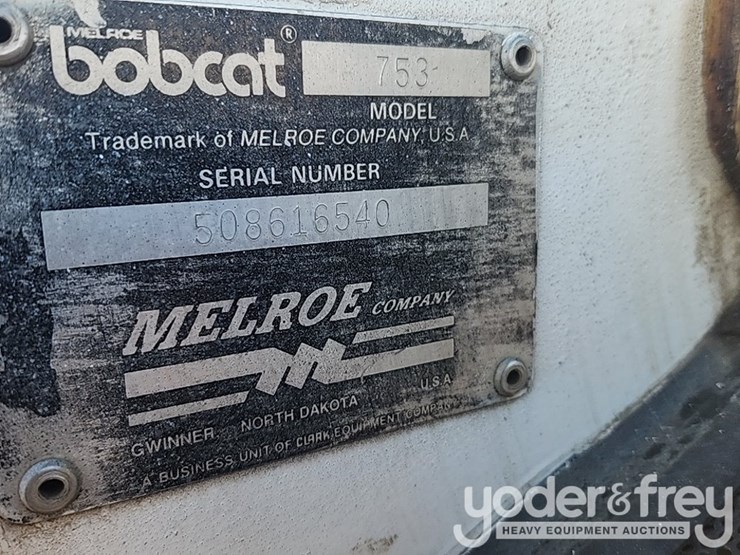 MELROE
bobcat® 753
MODEL
Trademark of MELROE COMPANY, U.S.A
SERIAL NUMBER
508616540
MELROE COMPANY
GWINNER, NORTH DAKOTA U.S.A
A BUSINESS UNIT OF CLARK EQUIPMENT COMPANY
yoder&frey
HEAVY EQUIPMENT AUCTIONS